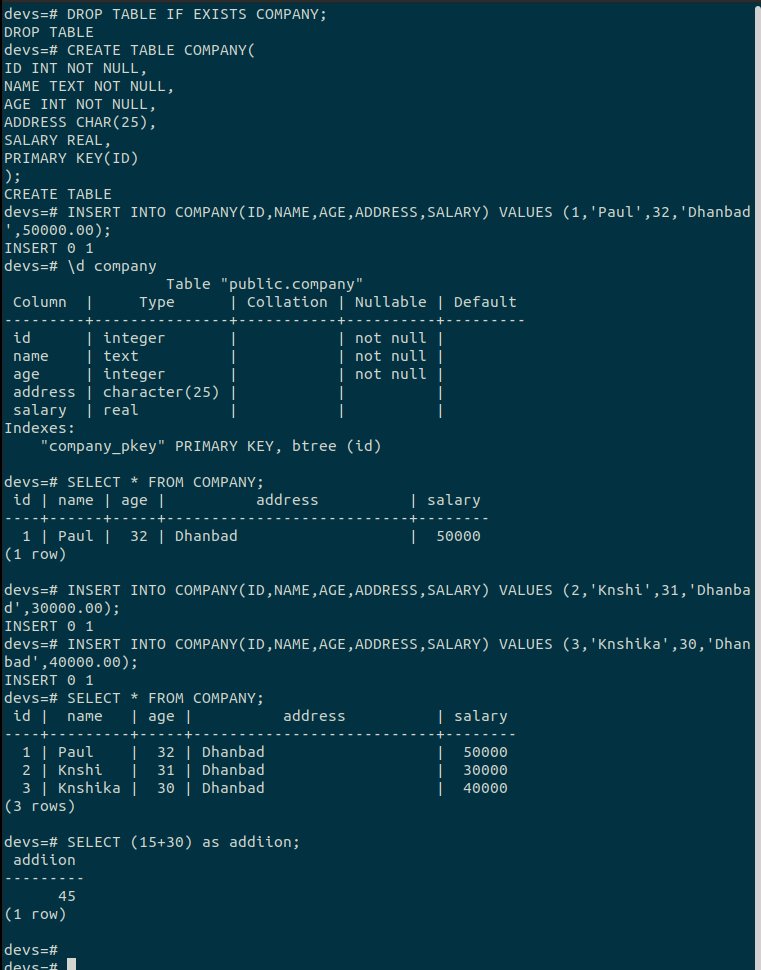 devs=# DROP TABLE IF EXISTS COMPANY;
DROP TABLE
devs=# CREATE TABLE COMPANY(
ID INT NOT NULL,
NAME TEXT NOT NULL,
AGE INT NOT NULL,
ADDRESS CHAR(25),
SALARY REAL,
PRIMARY KEY(ID)
);
CREATE TABLE
devs=# INSERT INTO COMPANY(ID,NAME,AGE,ADDRESS,SALARY) VALUES (1,'Paul',32,'Dhanbad
',50000.00);
INSERT 0 1
devs=# \d company
                  Table "public.company"
 Column  |     Type      | Collation | Nullable | Default
---------+---------------+-----------+----------+---------
 id      | integer       |           | not null |
 name    | text          |           | not null |
 age     | integer       |           | not null |
 address | character(25) |           |          |
 salary  | real          |           |          |
Indexes:
    "company_pkey" PRIMARY KEY, btree (id)

devs=# SELECT * FROM COMPANY;
 id | name | age |          address          | salary
----+------+-----+---------------------------+--------
  1 | Paul |  32 | Dhanbad                   |  50000
(1 row)

devs=# INSERT INTO COMPANY(ID,NAME,AGE,ADDRESS,SALARY) VALUES (2,'Knshi',31,'Dhanba
d',30000.00);
INSERT 0 1
devs=# INSERT INTO COMPANY(ID,NAME,AGE,ADDRESS,SALARY) VALUES (3,'Knshika',30,'Dhan
bad',40000.00);
INSERT 0 1
devs=# SELECT * FROM COMPANY;
 id |  name   | age |          address          | salary
----+---------+-----+---------------------------+--------
  1 | Paul    |  32 | Dhanbad                   |  50000
  2 | Knshi   |  31 | Dhanbad                   |  30000
  3 | Knshika |  30 | Dhanbad                   |  40000
(3 rows)

devs=# SELECT (15+30) as addiion;
 addiion
---------
      45
(1 row)

devs=#
devs=#